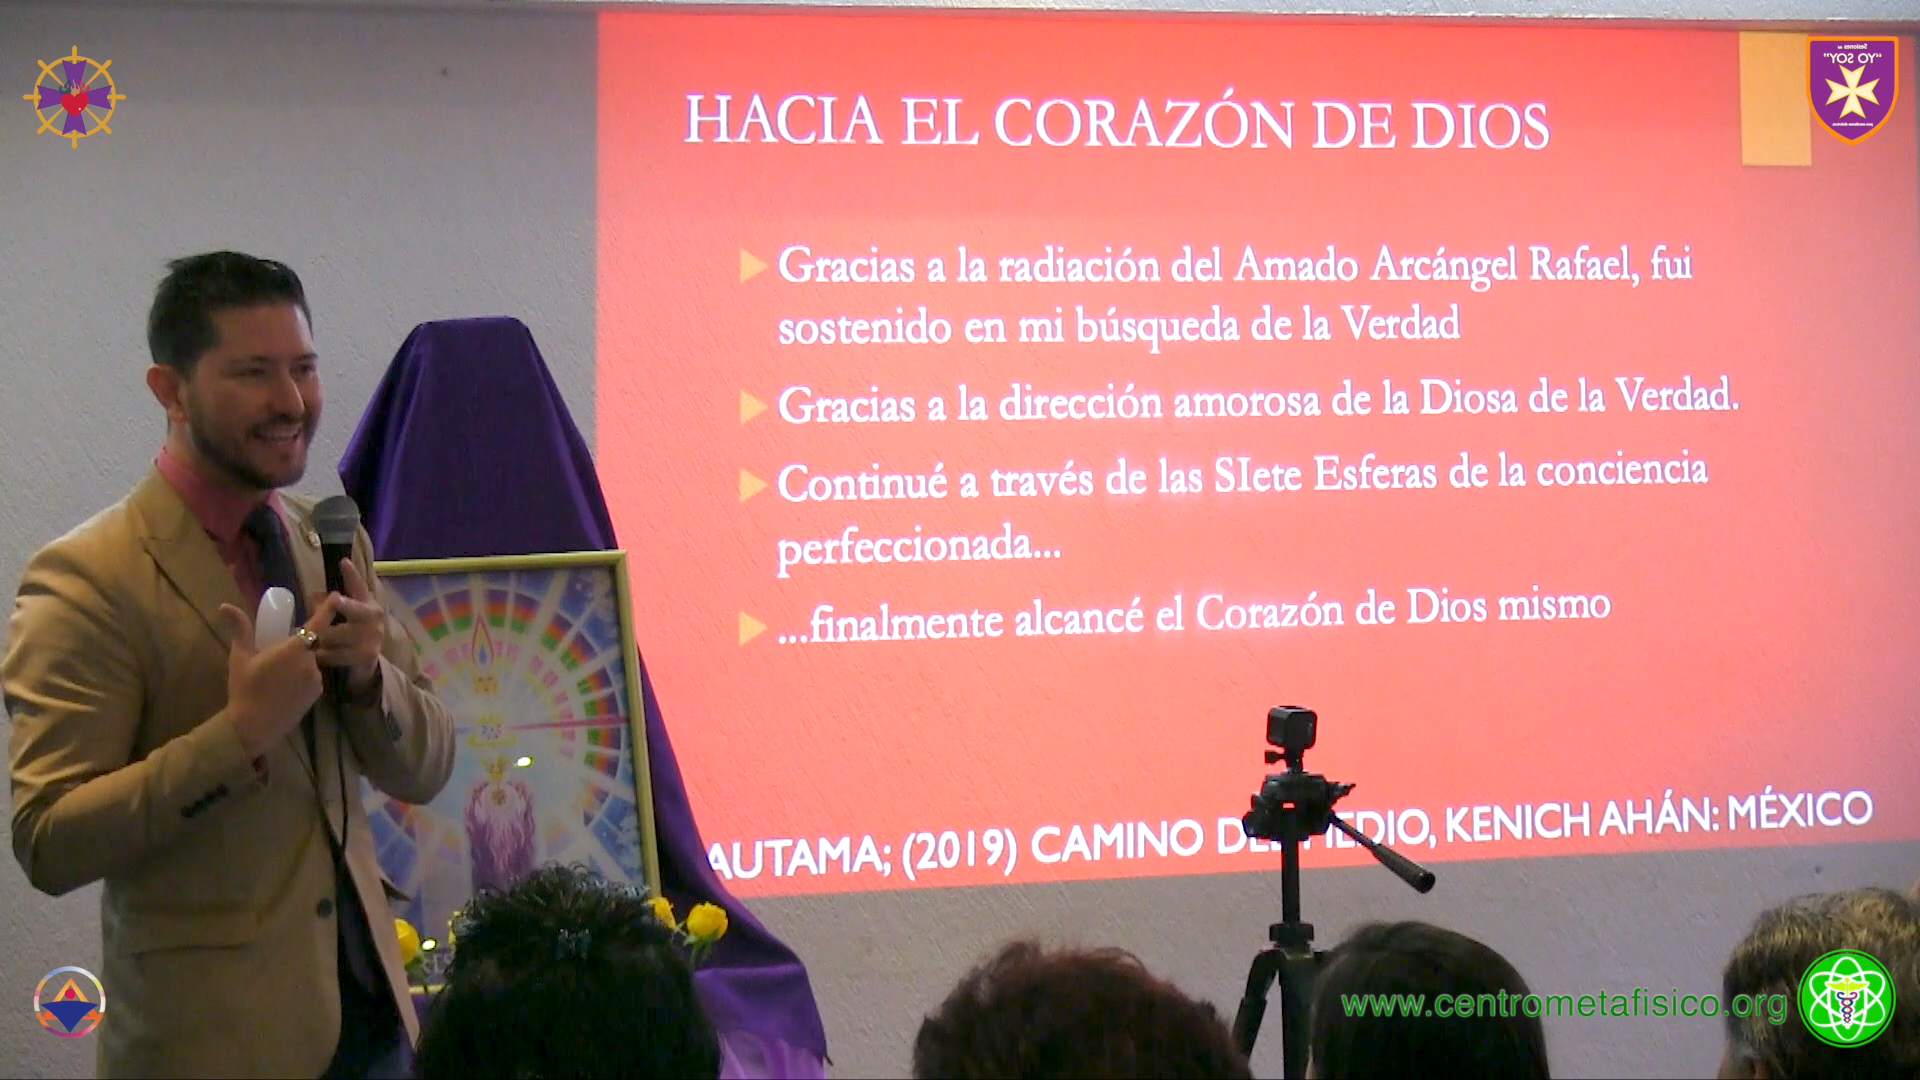 HACIA EL CORAZÓN DE DIOS
"YO SOY"
Gracias a la radiación del Amado Arcángel Rafael, fui
sostenido en mi búsqueda de la Verdad
Gracias a la dirección amorosa de la Diosa de la Verdad.
Continué a través de las SIete Esferas de la conciencia
perfeccionada...
...finalmente alcancé el Corazón de Dios mismo
AUTAMA; (2019) CAMINO DEL MEDIO, KENICH AHÁN: MÉXICO
www.centrometafisico.org